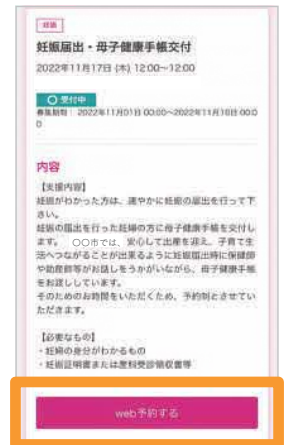 妊娠
妊娠届出・母子健康手帳交付
2022年11月17日 (木) 12:00~12:00
受付中
募集期間: 2022年11月01日 00:00~2022年11月10日 00:0
0
内容
【支援内容】
妊娠がわかった方は、速やかに妊娠の届出を行って下
さい。
妊娠の届出を行った妊婦の方に母子健康手帳を交付し
ます。 〇〇市では、安心して出産を迎え、子育て生
活へつながることが出来るように妊娠届出時に保健師
や助産師等がお話しをうかがいながら、母子健康手帳
をお渡ししています。
そのためのお時間をいただくため、予約制とさせてい
ただきます。
【必要なもの】
・妊婦の身分がわかるもの
・妊娠証明書または産科受診領収書等
web予約する